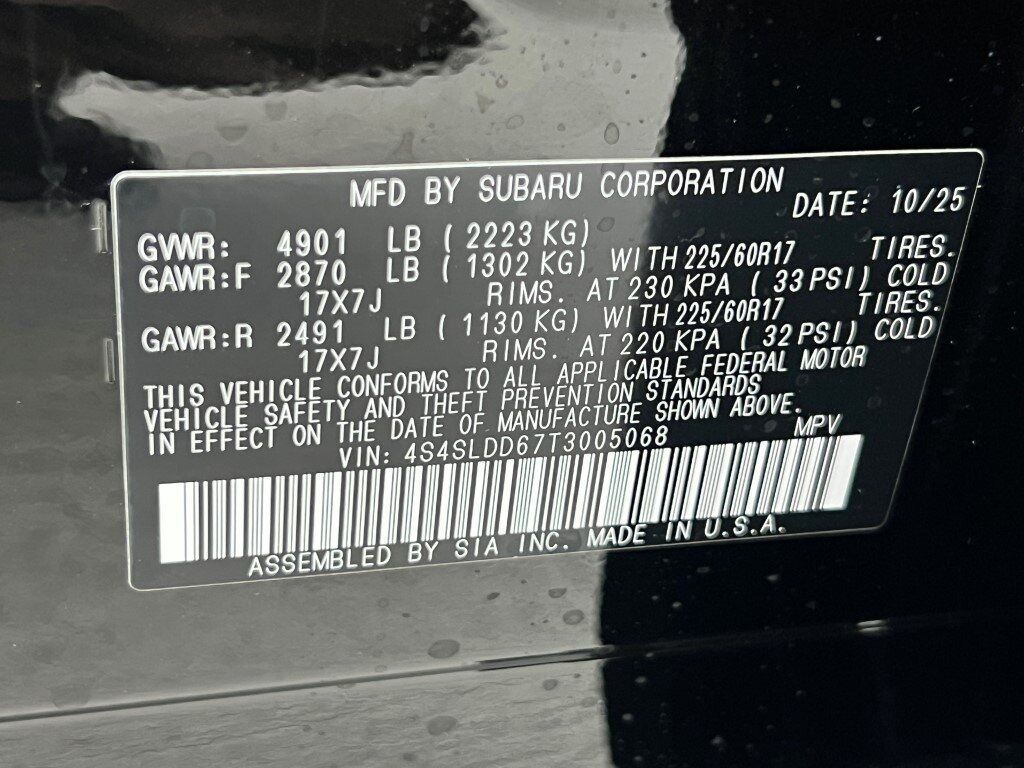 MFD BY SUBARU CORPORATION
DATE: 10/25
GVWR: 4901 LB ( 2223 KG)
GAWR:F 2870 LB ( 1302 KG) WITH 225/60R17 TIRES.
17X7J RIMS. AT 230 KPA ( 33 PSI) COLD
GAWR:R 2491 LB ( 1130 KG) WITH 225/60R17 TIRES.
17X7J RIMS. AT 220 KPA ( 32 PSI) COLD
THIS VEHICLE CONFORMS TO ALL APPLICABLE FEDERAL MOTOR
VEHICLE SAFETY AND THEFT PREVENTION STANDARDS
IN EFFECT ON THE DATE OF MANUFACTURE SHOWN ABOVE.
VIN: 4S4SLDD67T3005068 MPV
ASSEMBLED BY SIA INC. MADE IN U.S.A.